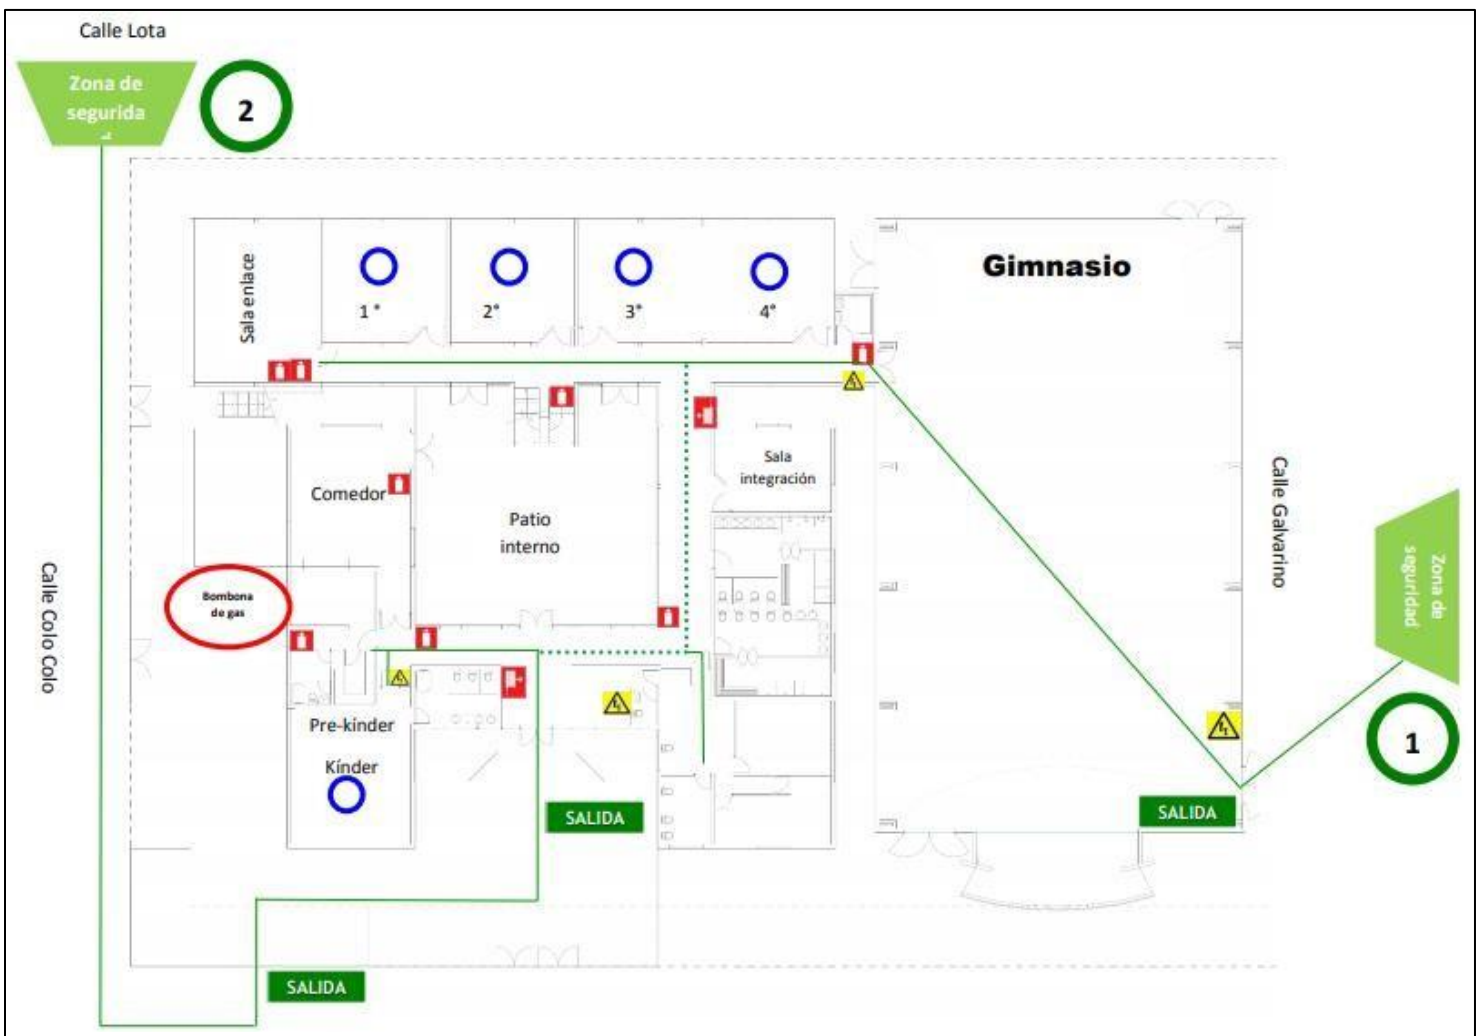 Calle Lota
Zona de
segurida
d
2
Gimnasio
Sala enlace
1 °
2°
3°
4°
Sala
integración
Comedor
Patio
interno
Calle Galvarino
Zona de
seguridad
1
Calle Colo Colo
Bombona
de gas
Pre-kínder
Kínder
SALIDA
SALIDA
SALIDA